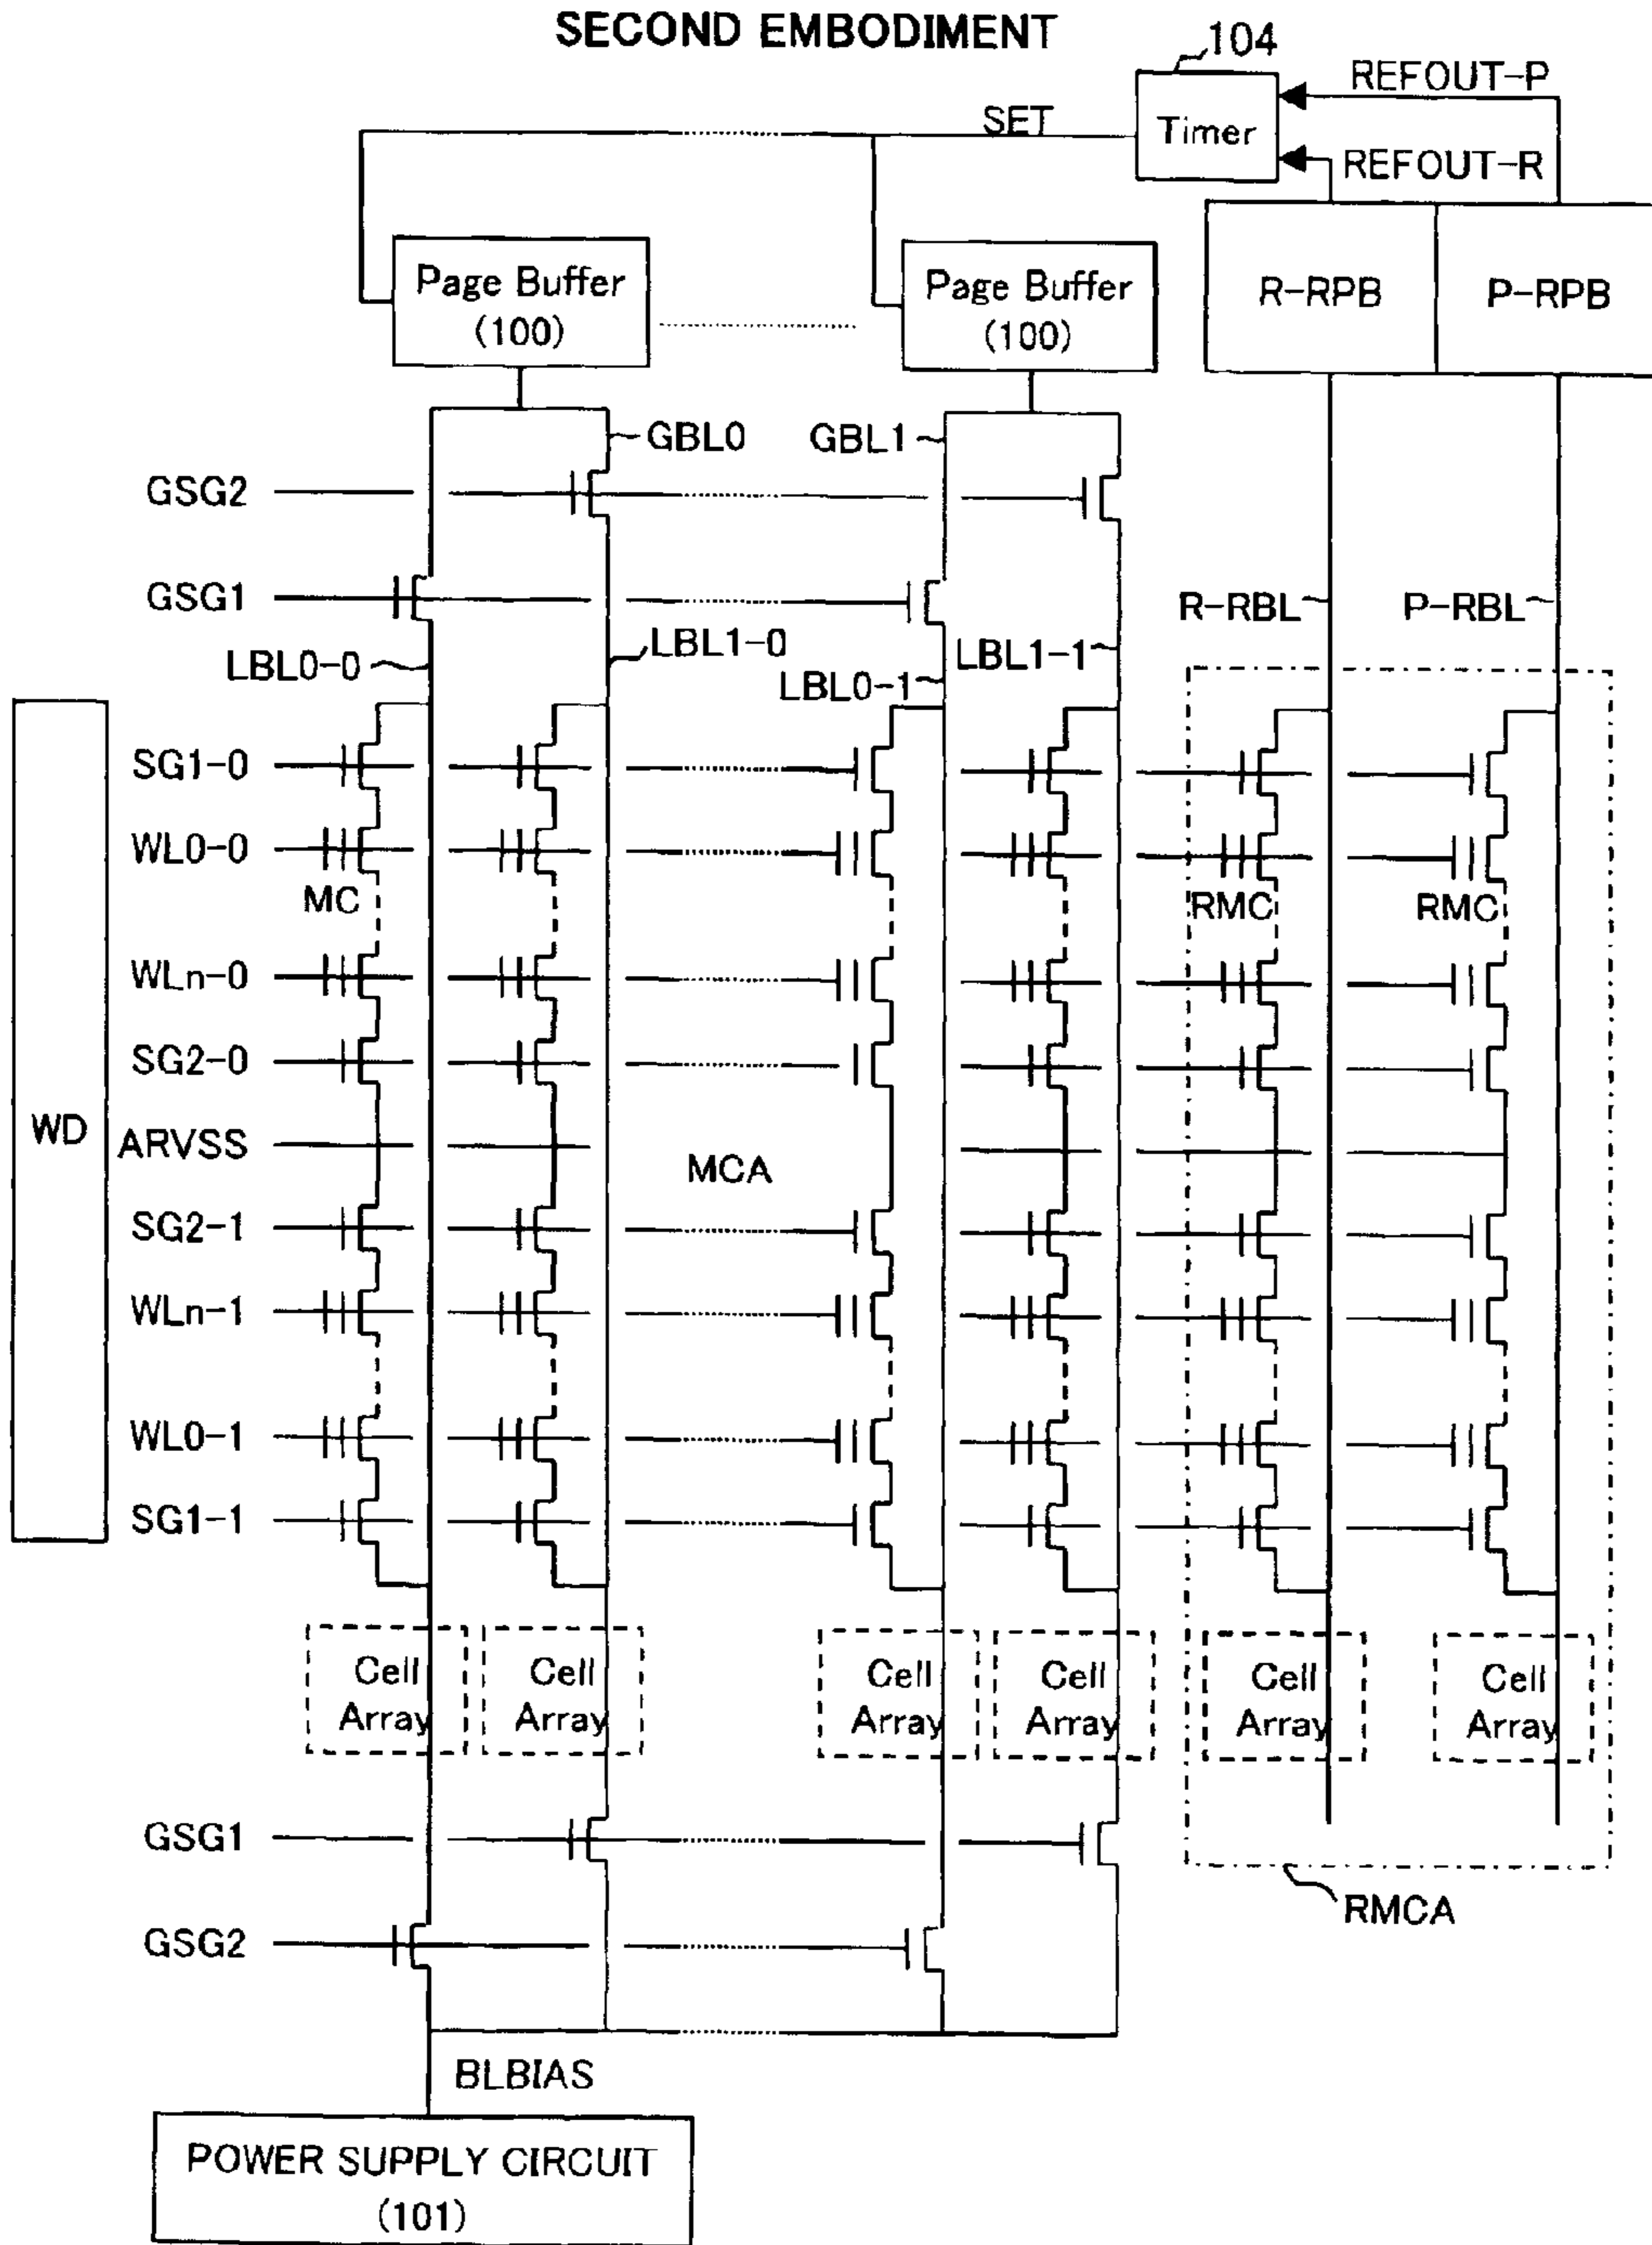 SECOND EMBODIMENT
104
REFOUT-P
SET
Timer
REFOUT-R
Page Buffer
(100)
Page Buffer
(100)
R-RPB
P-RPB
GBL0
GBL1
GSG2
GSG1
R-RBL
P-RBL
LBL0-0
LBL1-0
LBL0-1
LBL1-1
WD
SG1-0
WL0-0
MC
RMC
RMC
WLn-0
SG2-0
ARVSS
MCA
SG2-1
WLn-1
WL0-1
SG1-1
Cell
Array
Cell
Array
Cell
Array
Cell
Array
Cell
Array
Cell
Array
GSG1
RMCA
GSG2
BLBIAS
POWER SUPPLY CIRCUIT
(101)